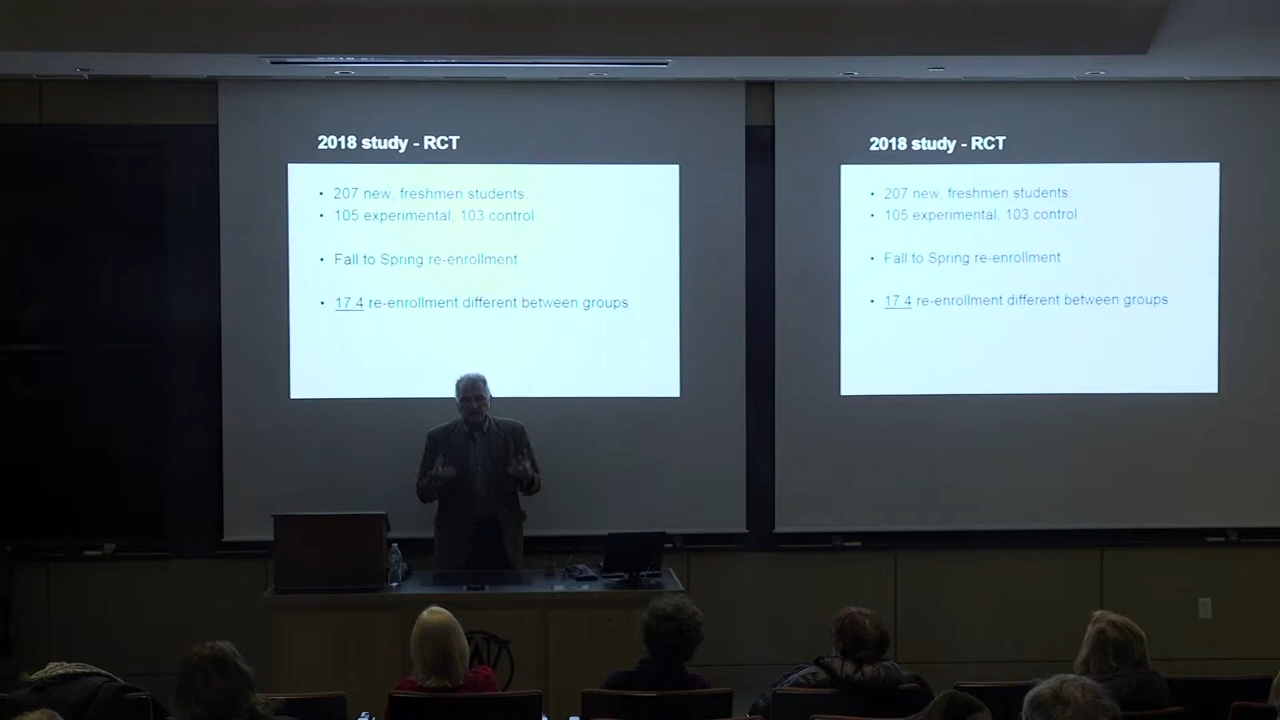 2018 study - RCT
• 207 new, freshmen students
• 105 experimental, 103 control
• Fall to Spring re-enrollment
• 17.4 re-enrollment different between groups
2018 study - RCT
• 207 new, freshmen students
• 105 experimental, 103 control
• Fall to Spring re-enrollment
• 17.4 re-enrollment different between groups